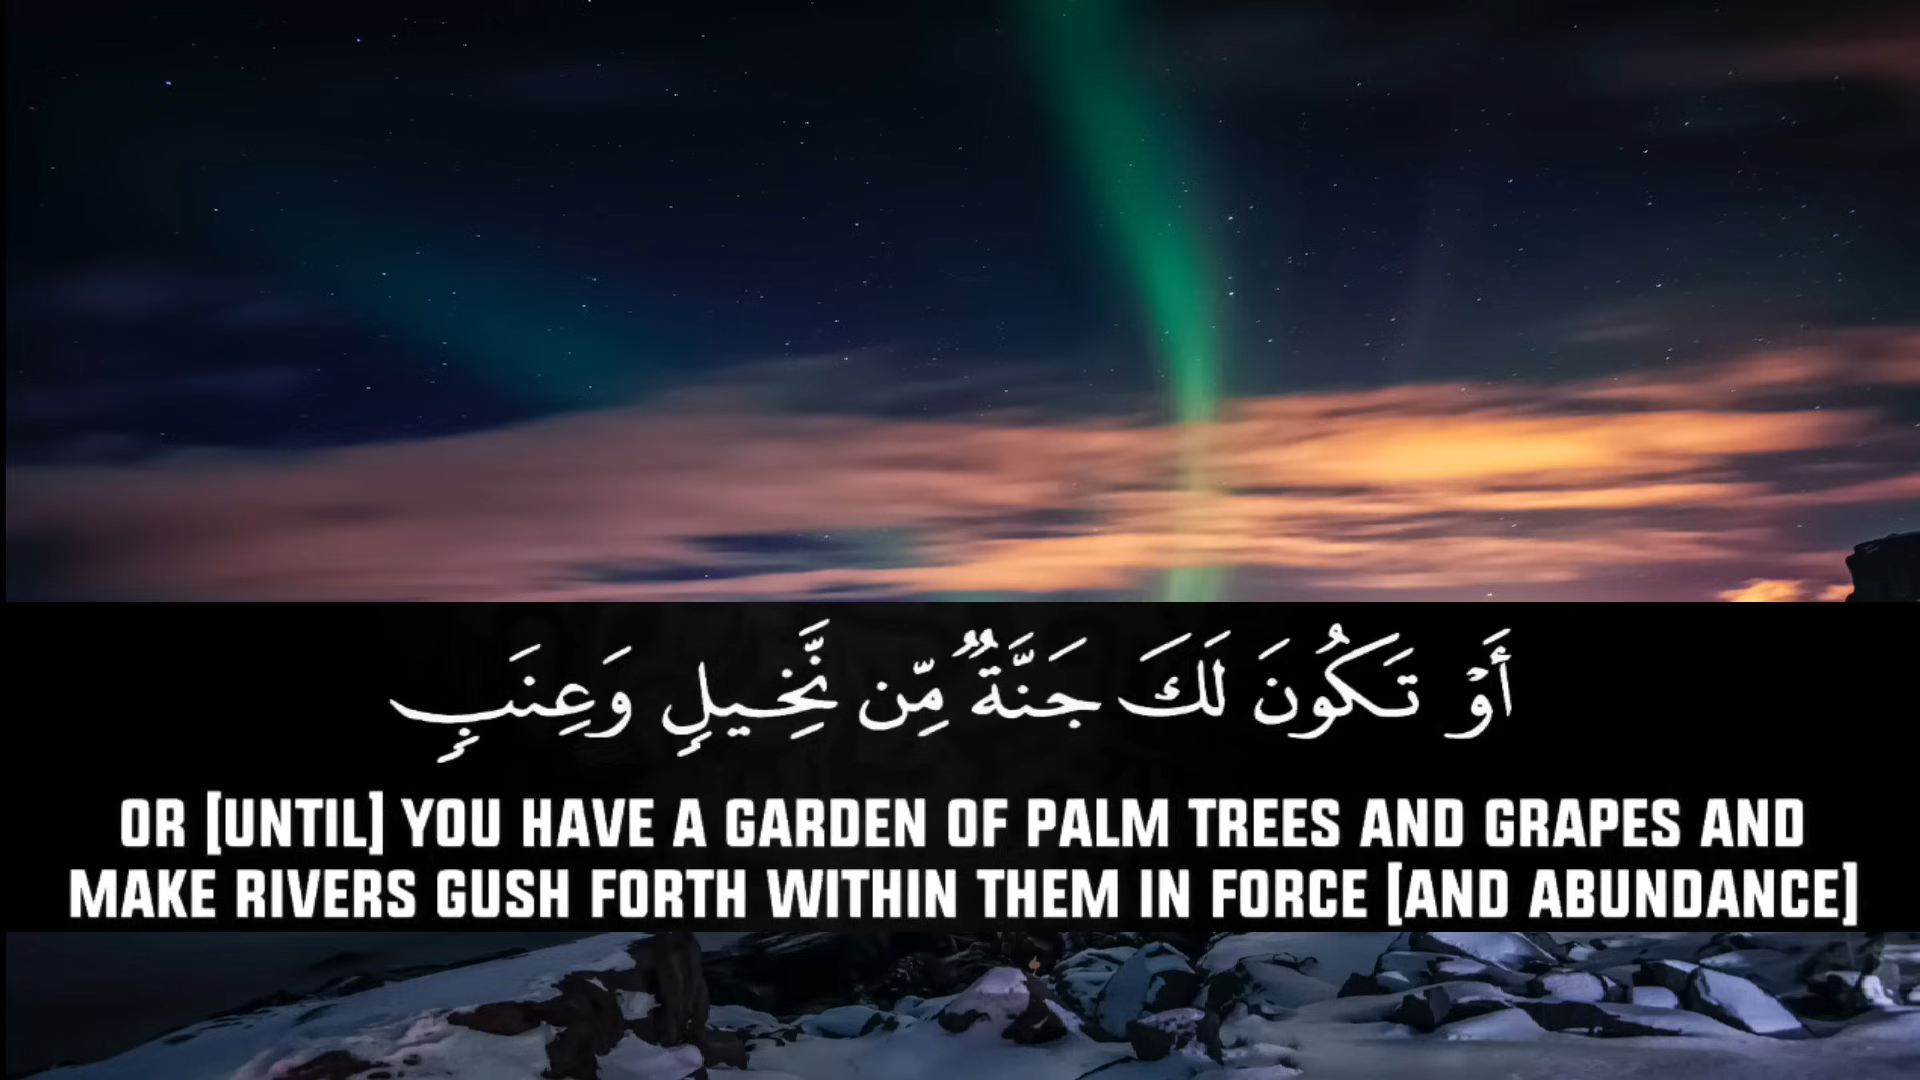 أَوْ تَكُونَ لَكَ جَنَّةٌ مِّن نَّخِيلٍ وَعِنَبٍ
OR [UNTIL] YOU HAVE A GARDEN OF PALM TREES AND GRAPES AND
MAKE RIVERS GUSH FORTH WITHIN THEM IN FORCE [AND ABUNDANCE]